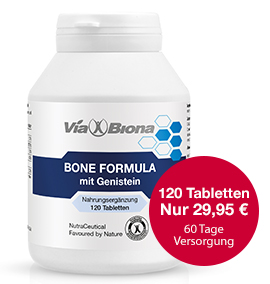 Via Biona
BONE FORMULA
mit Genistein
Nahrungsergänzung
120 Tabletten
NutraCeutical
Favoured by Nature
120 Tabletten
Nur 29,95 €
60 Tage
Versorgung